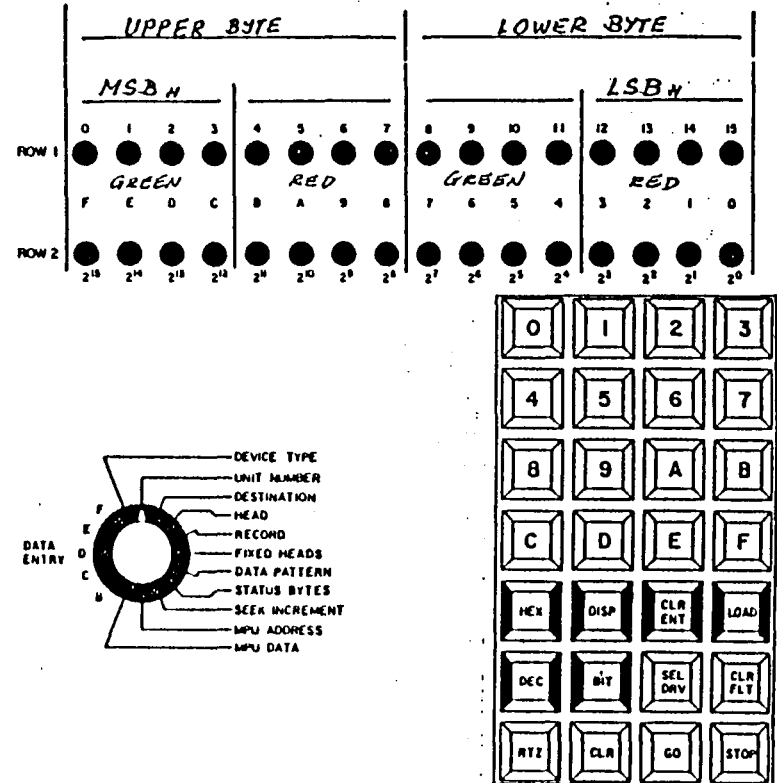 UPPER BYTE LOWER BYTE
MSB H LSB H
0 1 2 3 4 5 6 7 8 9 10 11 12 13 14 15
ROW 1
GREEN RED GREEN RED
F E D C B A 9 8 7 6 5 4 3 2 1 0
ROW 2
2¹⁵ 2¹⁴ 2¹³ 2¹² 2¹¹ 2¹⁰ 2⁹ 2⁸ 2⁷ 2⁶ 2⁵ 2⁴ 2³ 2² 2¹ 2⁰
0 1 2 3
4 5 6 7
8 9 A B
C D E F
HEX DISP CLR ENT LOAD
DEC BIT SEL DRV CLR FLT
RTZ CLR GO STOP
DEVICE TYPE
UNIT NUMBER
DESTINATION
HEAD
RECORD
FIXED HEADS
DATA PATTERN
STATUS BYTES
SEEK INCREMENT
MPU ADDRESS
MPU DATA
DATA ENTRY
F
E
D
C
B